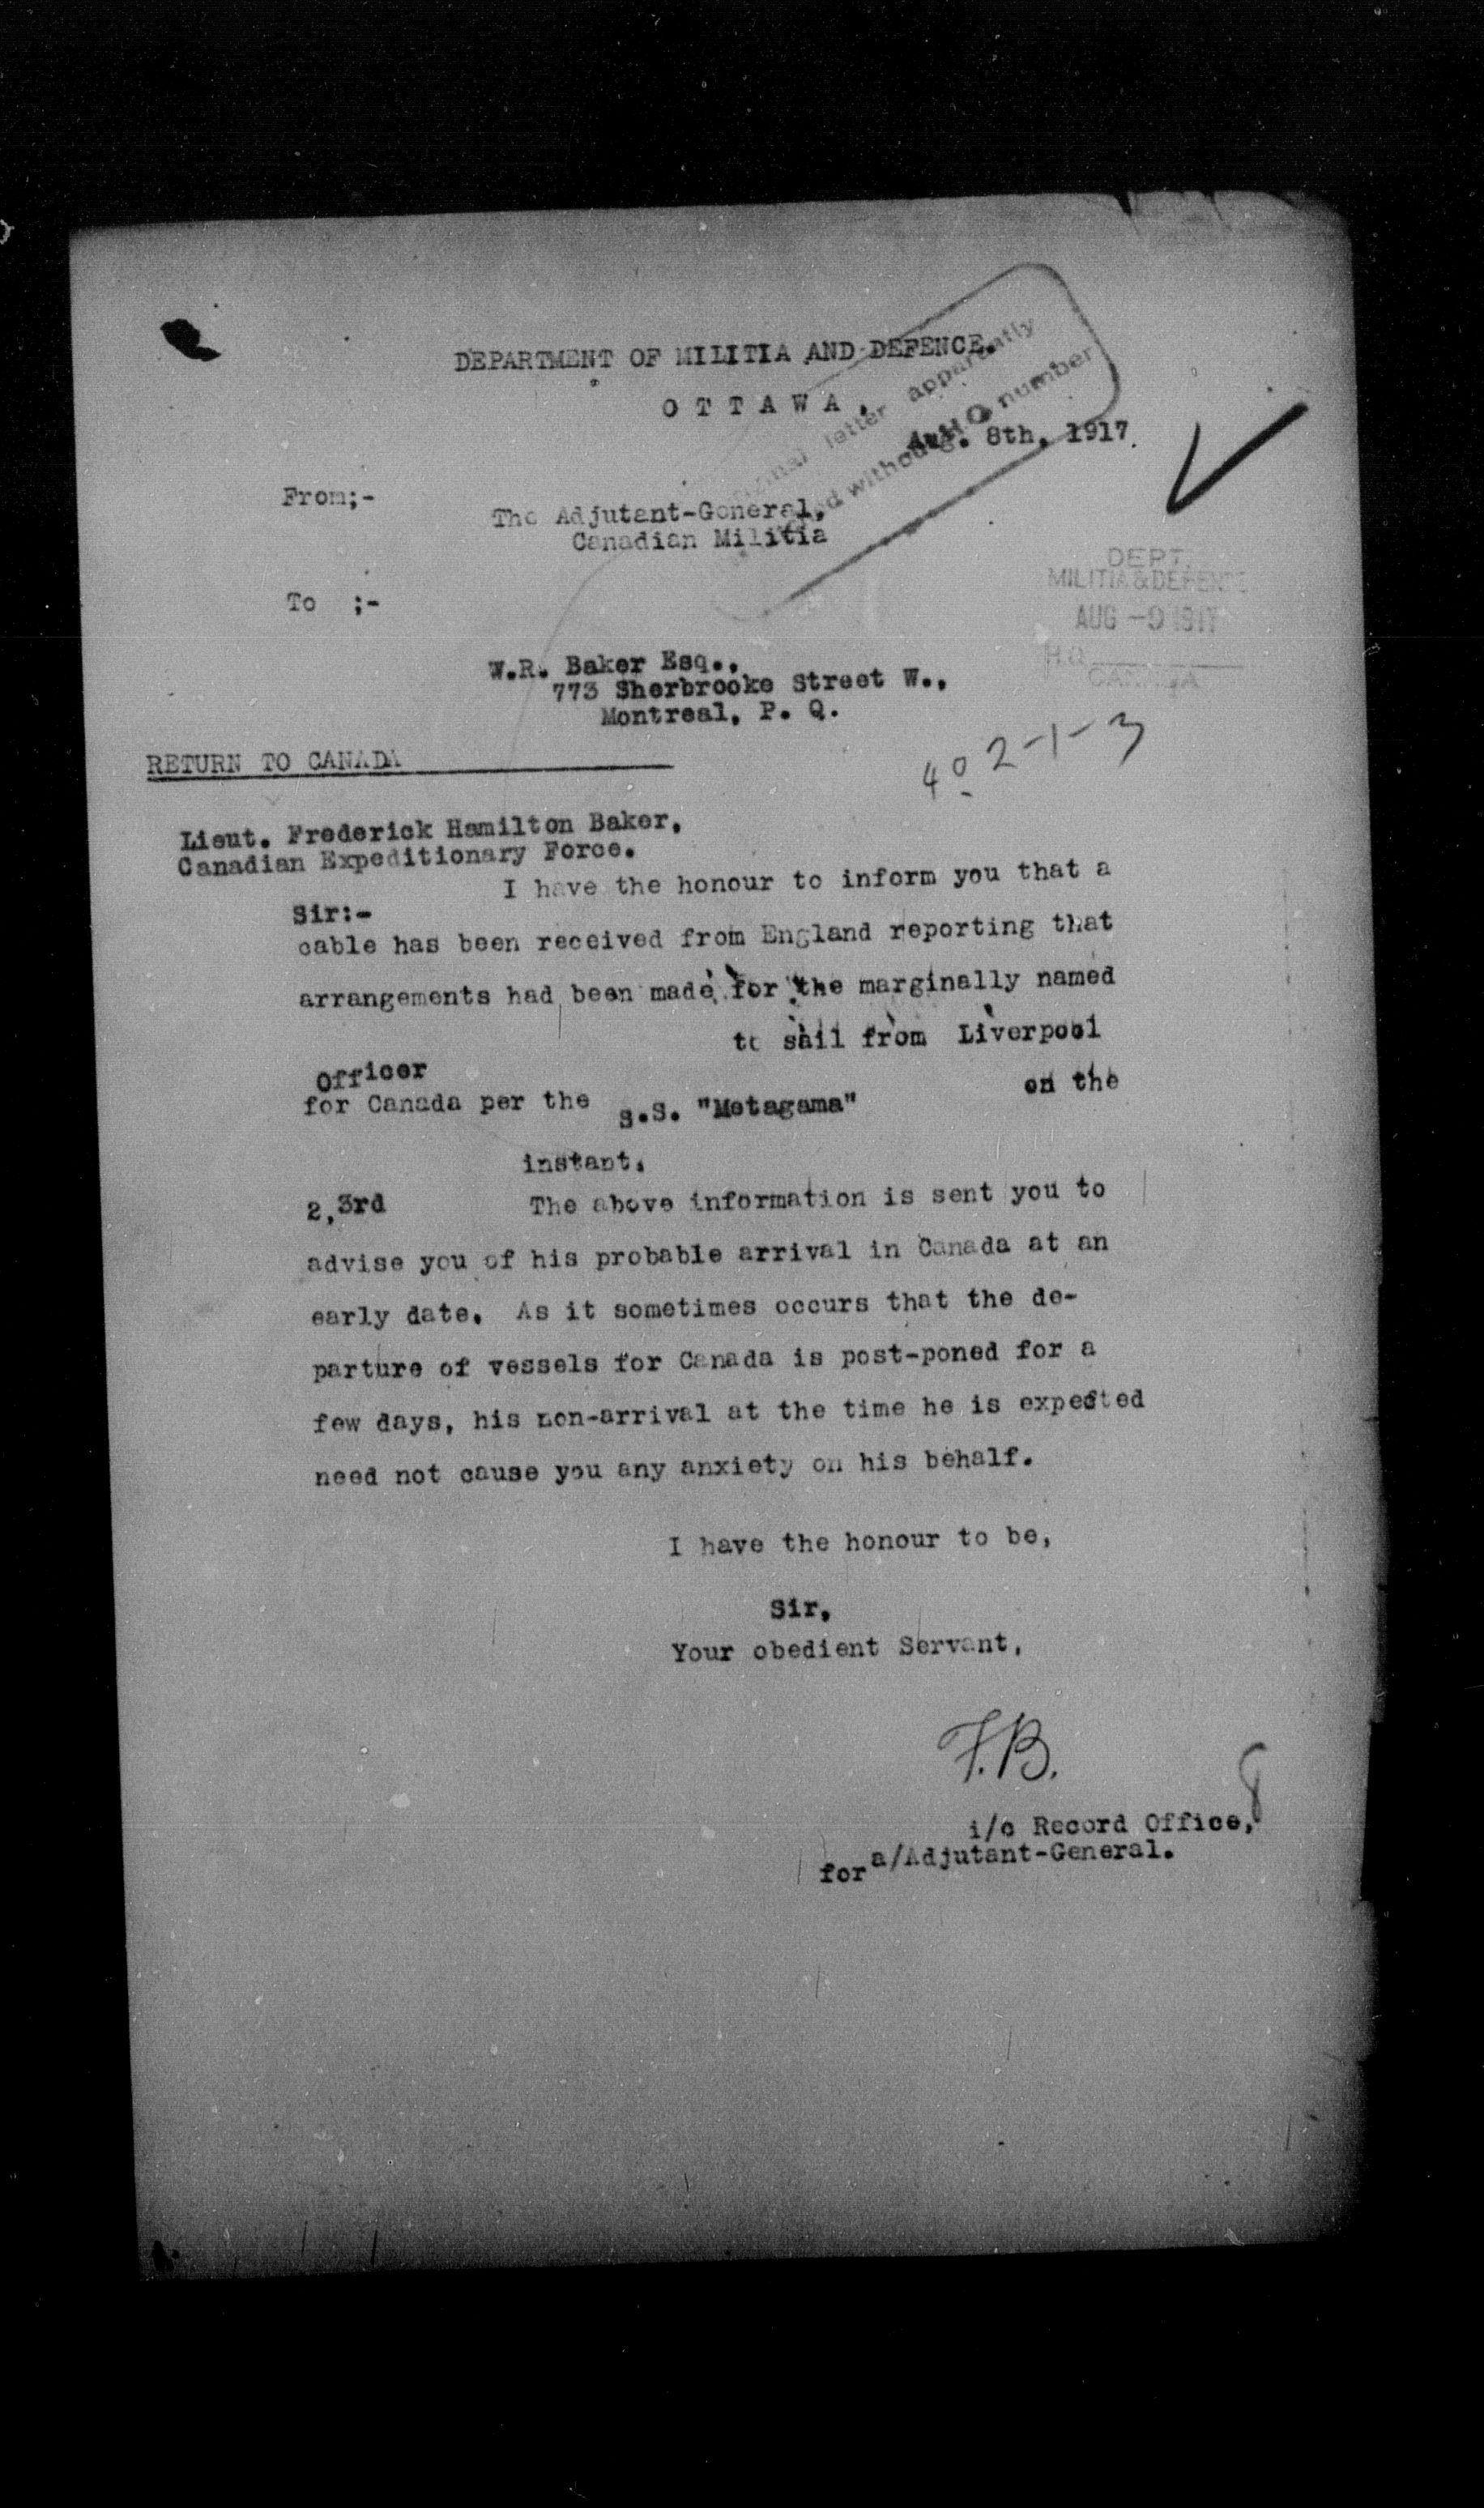 DEPARTMENT OF MILITIA AND DEFENCE.
OTTAWA.
letter apparently
without H Q number
Aug. 8th, 1917.
From;-
The Adjutant-General,
Canadian Militia
DEPT.
MILITIA & DEFENCE
AUG -9 1917
H.Q.
CANADA
To ;-
W.R. Baker Esq.,
773 Sherbrooke Street W.,
Montreal, P. Q.
402-1-3
RETURN TO CANADA
Lieut. Frederick Hamilton Baker,
Canadian Expeditionary Force.
I have the honour to inform you that a
Sir:-
cable has been received from England reporting that
arrangements had been made for the marginally named
to sail from Liverpool
Officer
on the
for Canada per the S.S. "Metagama"
instant.
2,3rd The above information is sent you to
advise you of his probable arrival in Canada at an
early date. As it sometimes occurs that the de-
parture of vessels for Canada is post-poned for a
few days, his non-arrival at the time he is expected
need not cause you any anxiety on his behalf.
I have the honour to be,
Sir,
Your obedient Servant,
F.B.
8
i/c Record Office,
for a/Adjutant-General.